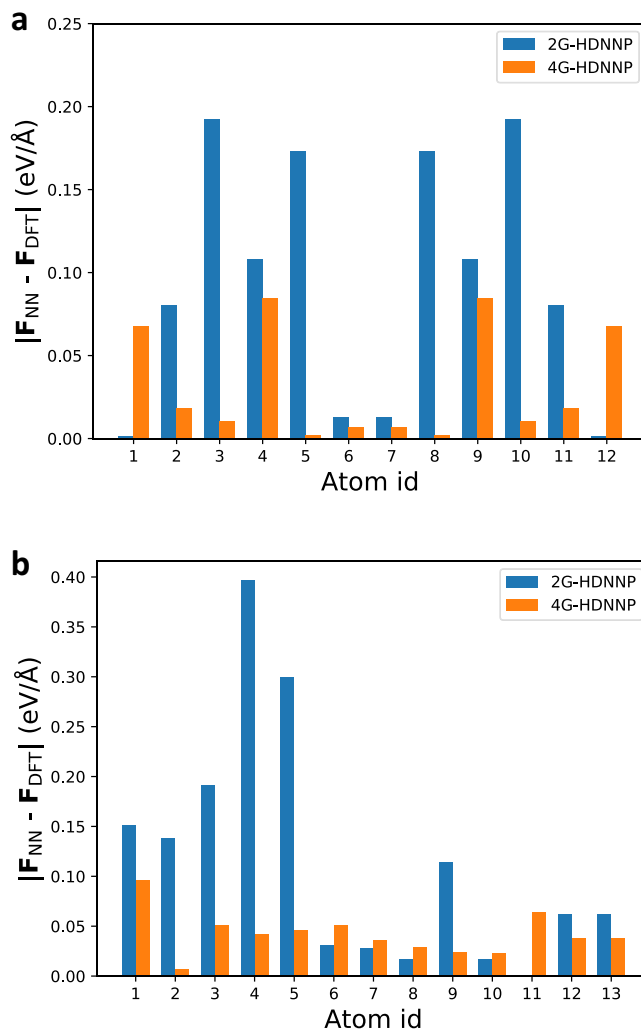 a
0.25
0.20
0.15
0.10
0.05
0.00
|F_NN - F_DFT| (eV/Å)
2G-HDNNP
4G-HDNNP
1 2 3 4 5 6 7 8 9 10 11 12
Atom id
b
0.40
0.35
0.30
0.25
0.20
0.15
0.10
0.05
0.00
|F_NN - F_DFT| (eV/Å)
2G-HDNNP
4G-HDNNP
1 2 3 4 5 6 7 8 9 10 11 12 13
Atom id